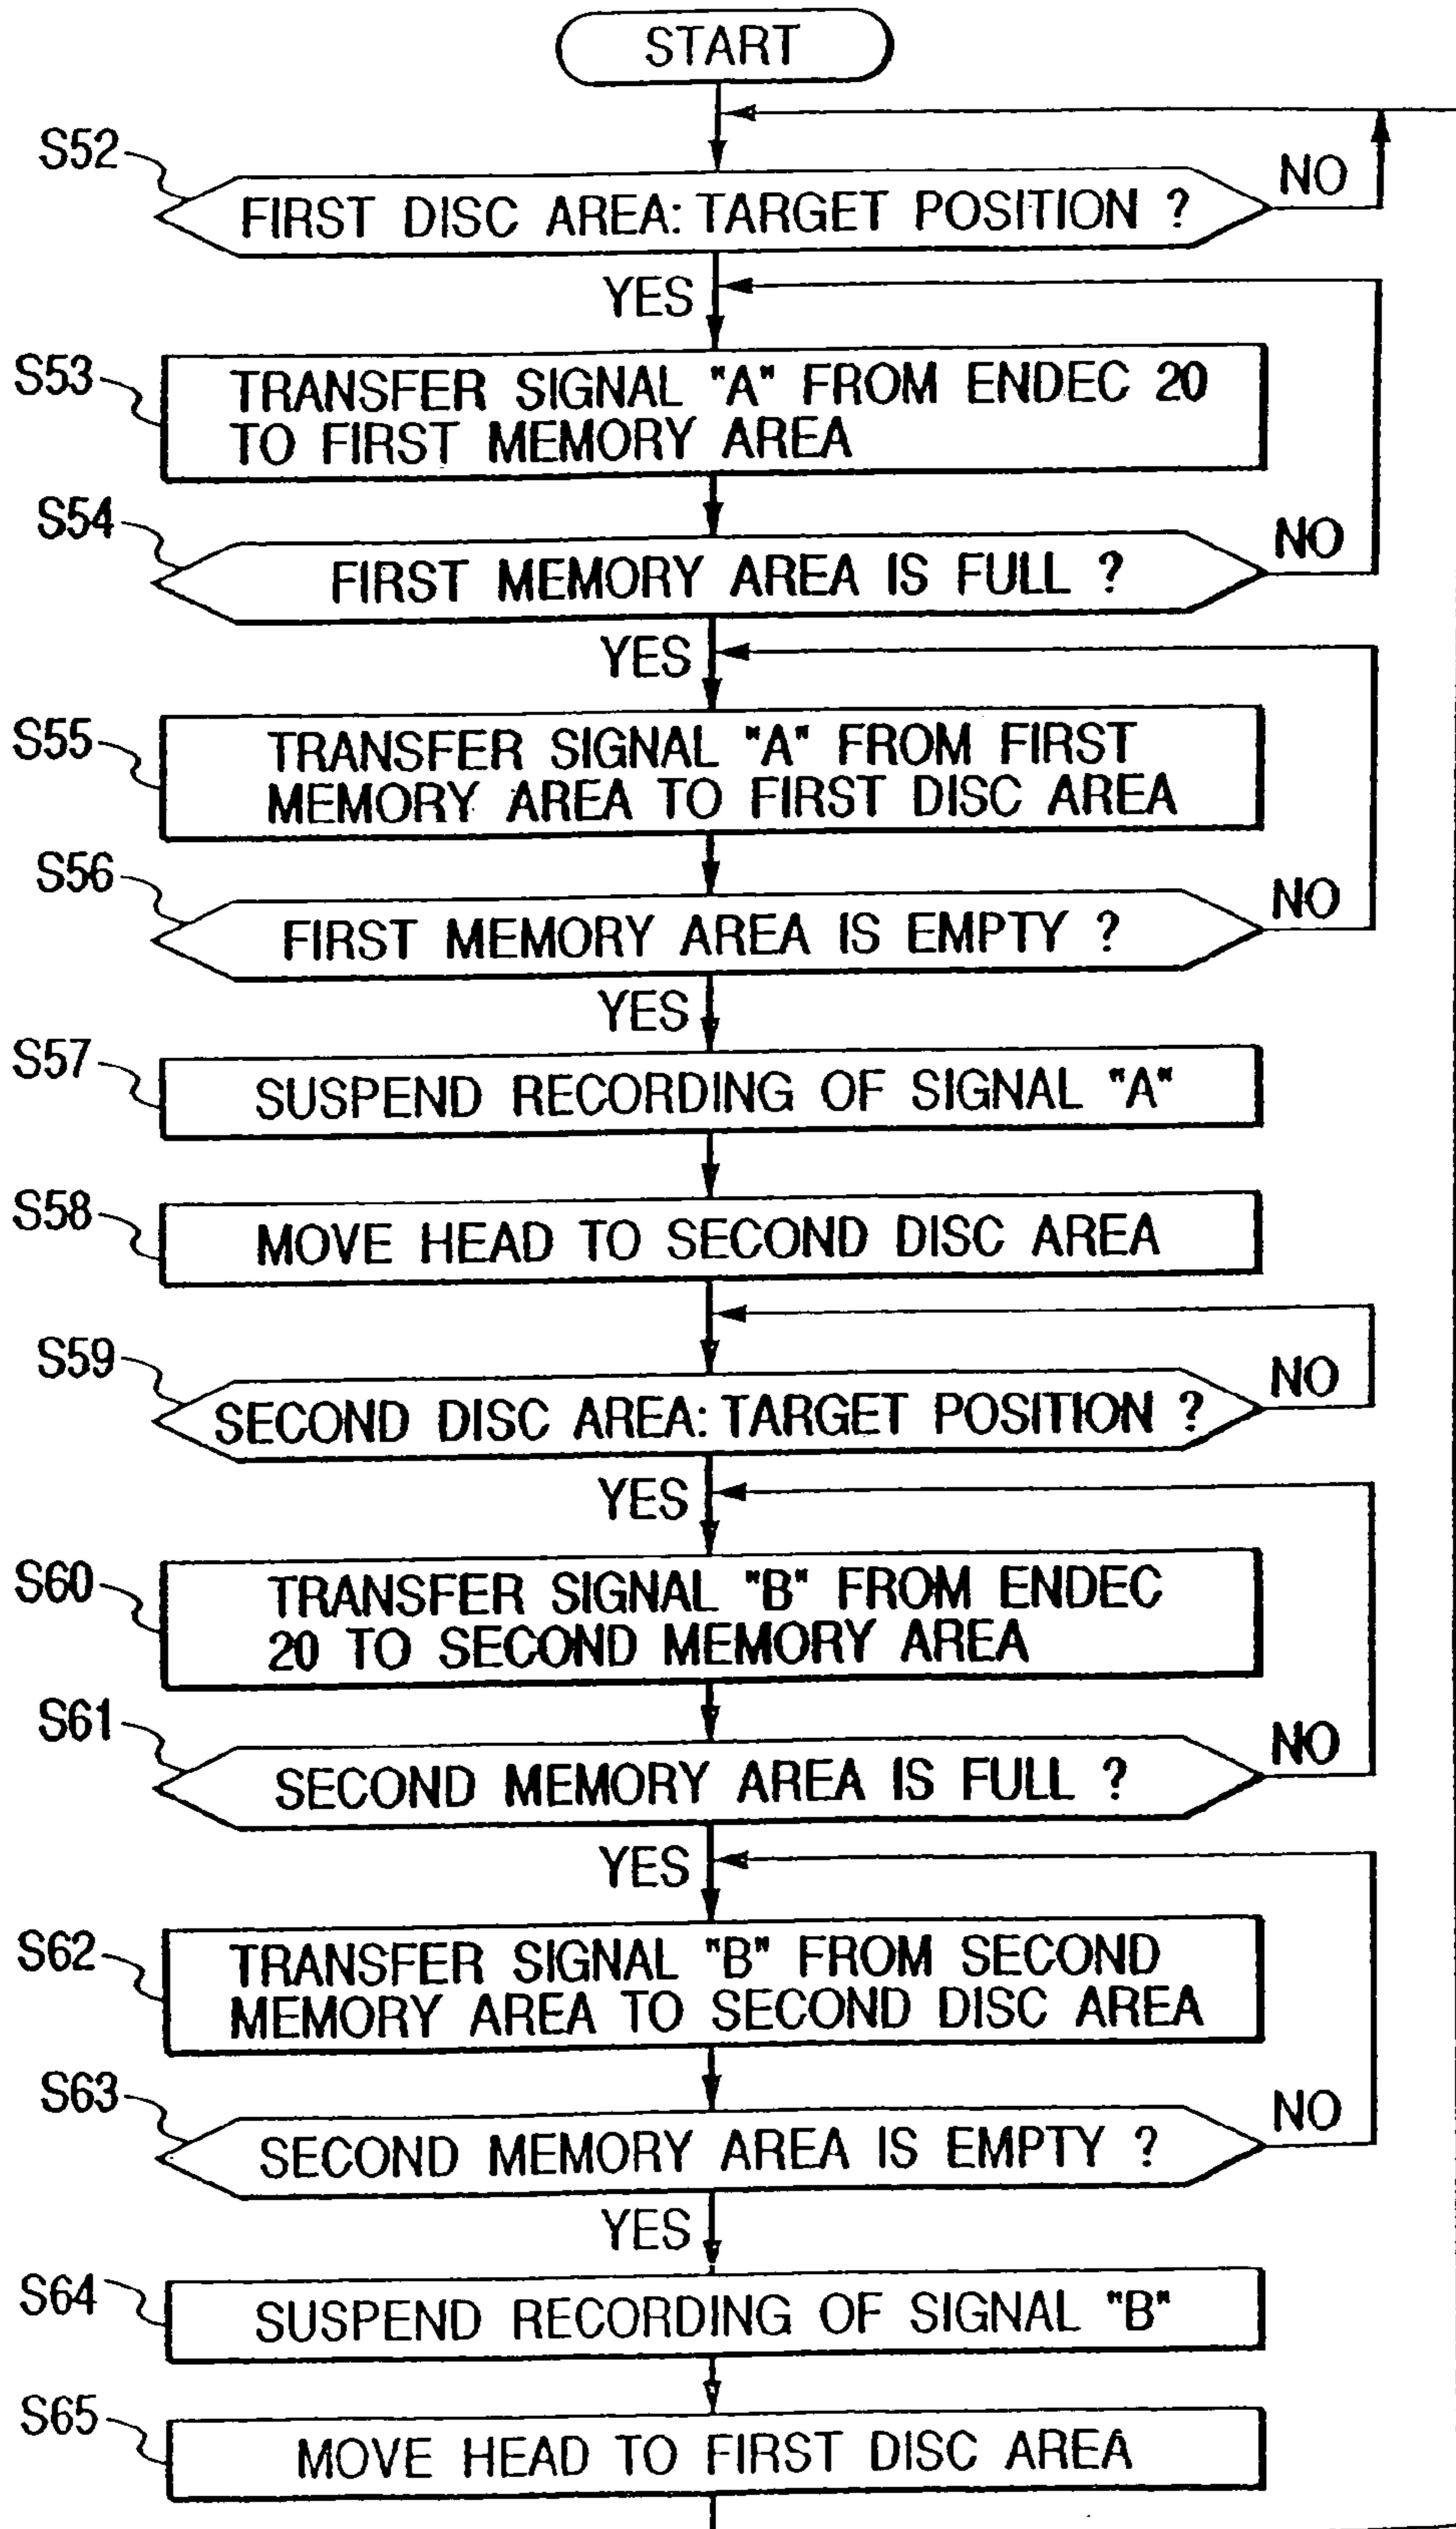 START
S52
FIRST DISC AREA: TARGET POSITION ?
NO
YES
S53
TRANSFER SIGNAL "A" FROM ENDEC 20
TO FIRST MEMORY AREA
S54
FIRST MEMORY AREA IS FULL ?
NO
YES
S55
TRANSFER SIGNAL "A" FROM FIRST
MEMORY AREA TO FIRST DISC AREA
S56
FIRST MEMORY AREA IS EMPTY ?
NO
YES
S57
SUSPEND RECORDING OF SIGNAL "A"
S58
MOVE HEAD TO SECOND DISC AREA
S59
SECOND DISC AREA: TARGET POSITION ?
NO
YES
S60
TRANSFER SIGNAL "B" FROM ENDEC
20 TO SECOND MEMORY AREA
S61
SECOND MEMORY AREA IS FULL ?
NO
YES
S62
TRANSFER SIGNAL "B" FROM SECOND
MEMORY AREA TO SECOND DISC AREA
S63
SECOND MEMORY AREA IS EMPTY ?
NO
YES
S64
SUSPEND RECORDING OF SIGNAL "B"
S65
MOVE HEAD TO FIRST DISC AREA